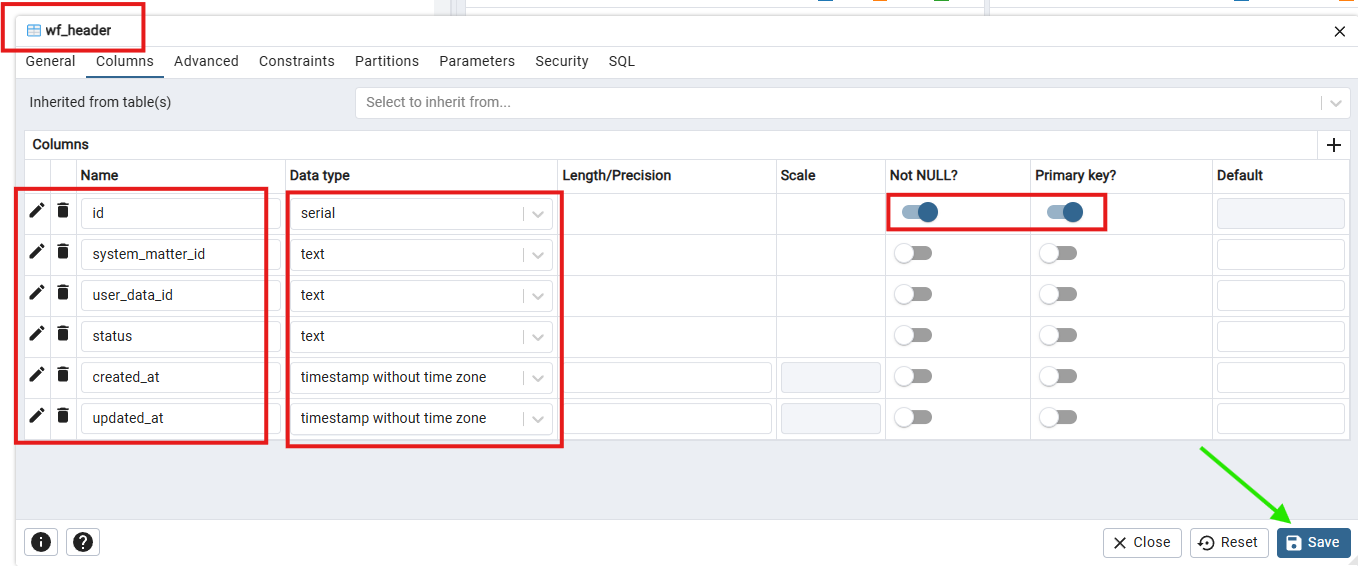 wf_header
General Columns Advanced Constraints Partitions Parameters Security SQL
Inherited from table(s) Select to inherit from...
Columns
Name Data type Length/Precision Scale Not NULL? Primary key? Default
id serial
system_matter_id text
user_data_id text
status text
created_at timestamp without time zone
updated_at timestamp without time zone
Close Reset Save